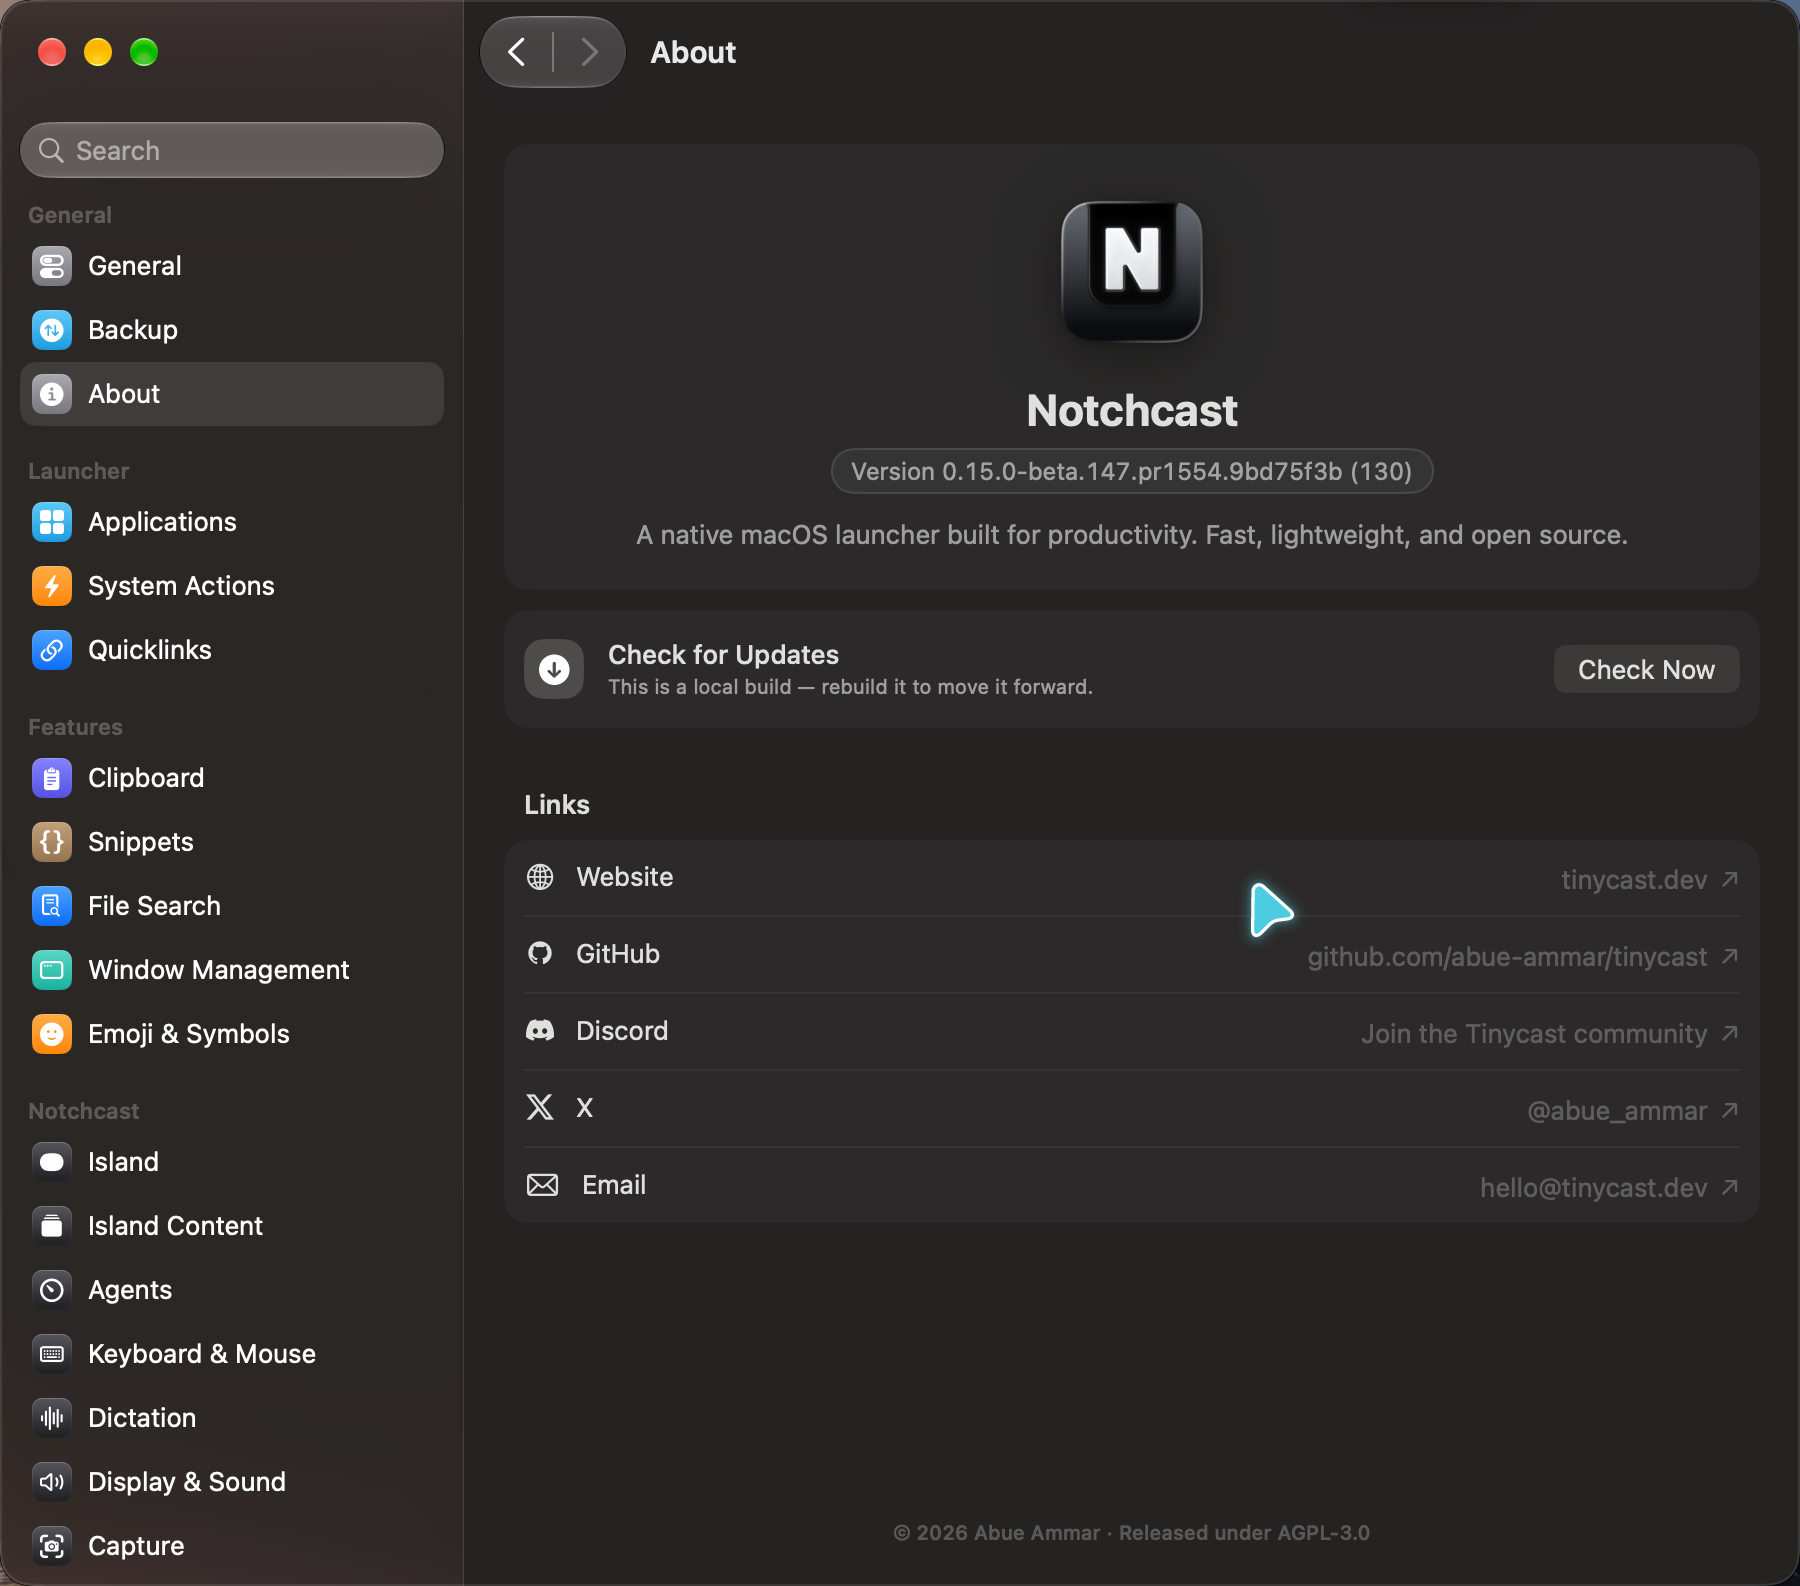 About
Search
General
General
Backup
About
Launcher
Applications
System Actions
Quicklinks
Features
Clipboard
Snippets
File Search
Window Management
Emoji & Symbols
Notchcast
Island
Island Content
Agents
Keyboard & Mouse
Dictation
Display & Sound
Capture
N
Notchcast
Version 0.15.0-beta.147.pr1554.9bd75f3b (130)
A native macOS launcher built for productivity. Fast, lightweight, and open source.
Check for Updates
This is a local build — rebuild it to move it forward.
Check Now
Links
Website tinycast.dev ↗
GitHub github.com/abue-ammar/tinycast ↗
Discord Join the Tinycast community ↗
X @abue_ammar ↗
Email hello@tinycast.dev ↗
© 2026 Abue Ammar · Released under AGPL-3.0